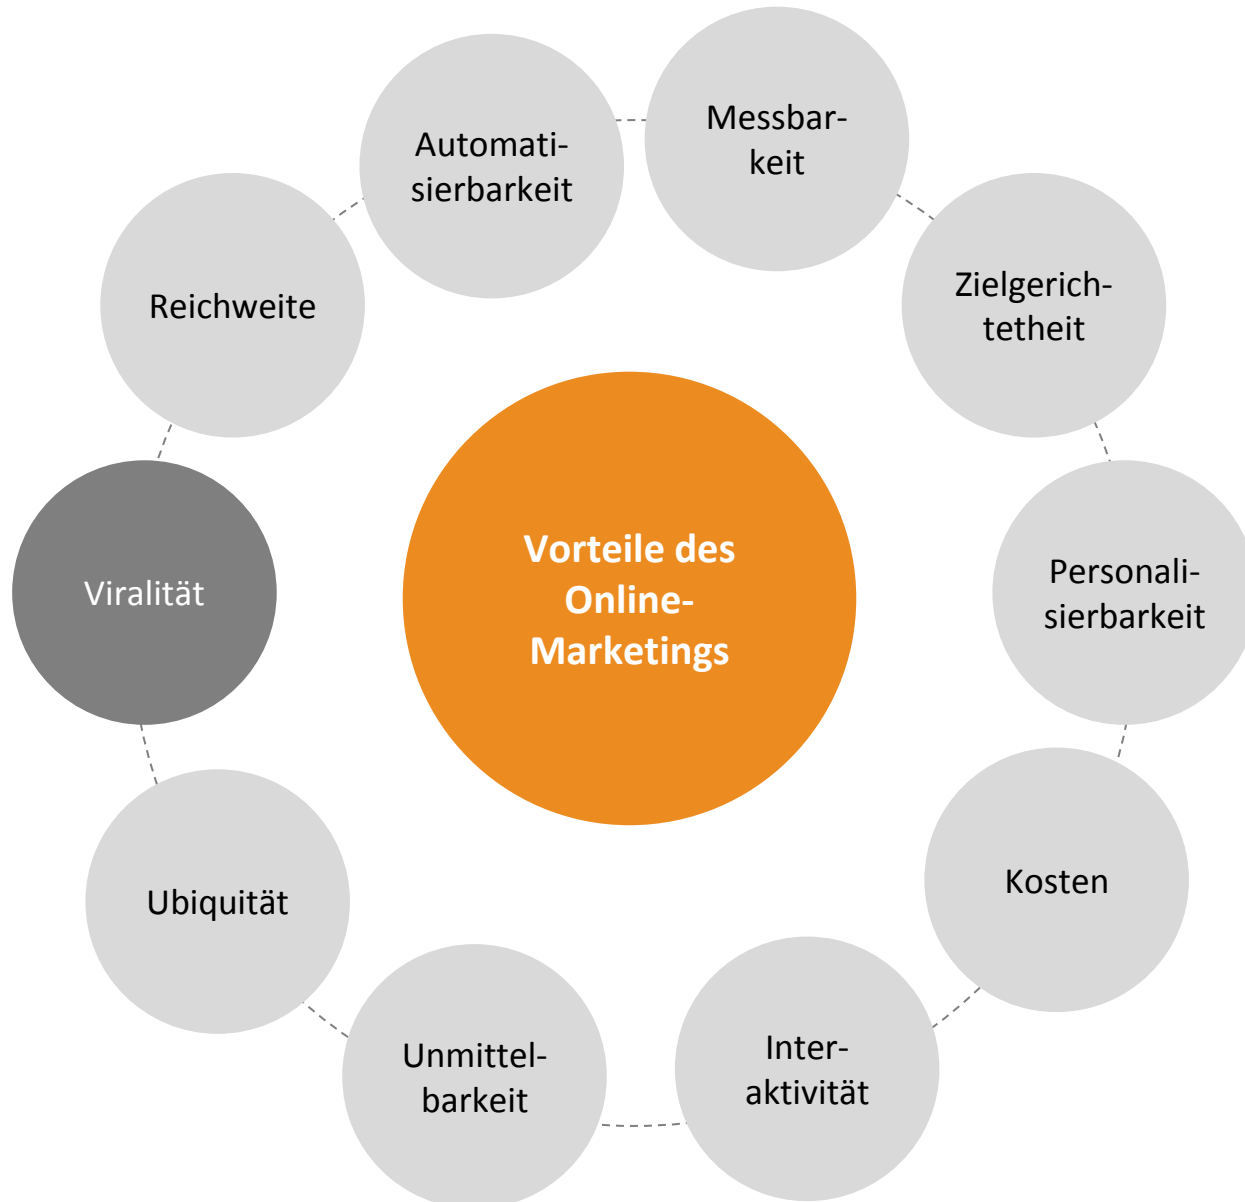 Messbar-
keit
Automati-
sierbarkeit
Zielgerich-
tetheit
Reichweite
Vorteile des
Online-
Marketings
Personali-
sierbarkeit
Viralität
Kosten
Ubiquität
Inter-
aktivität
Unmittel-
barkeit